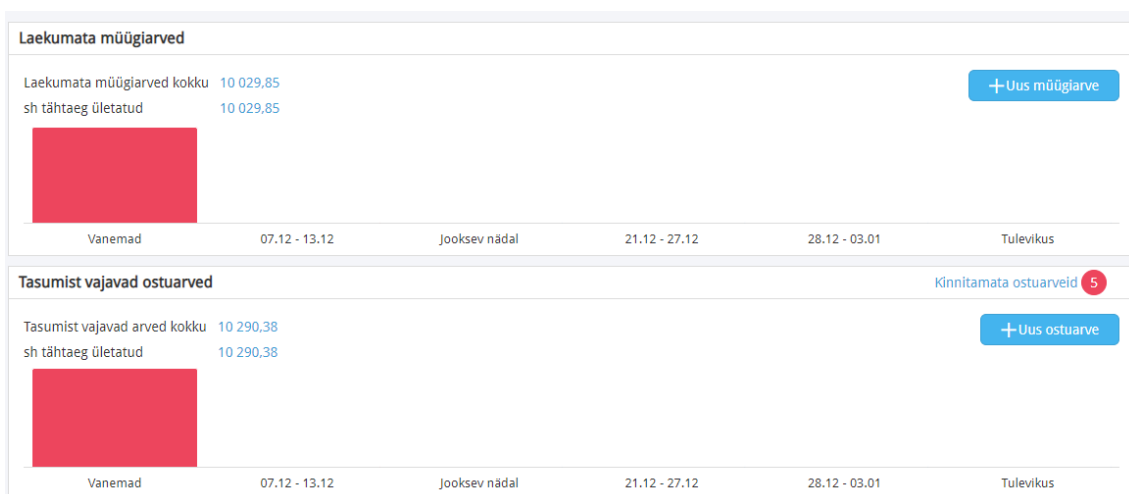 Laekumata müügiarved
Laekumata müügiarved kokku 10 029,85
+Uus müügiarve
sh tähtaeg ületatud 10 029,85
Vanemad 07.12 - 13.12 Jooksev nädal 21.12 - 27.12 28.12 - 03.01 Tulevikus
Tasumist vajavad ostuarved
Kinnitamata ostuarveid 5
Tasumist vajavad arved kokku 10 290,38
+Uus ostuarve
sh tähtaeg ületatud 10 290,38
Vanemad 07.12 - 13.12 Jooksev nädal 21.12 - 27.12 28.12 - 03.01 Tulevikus